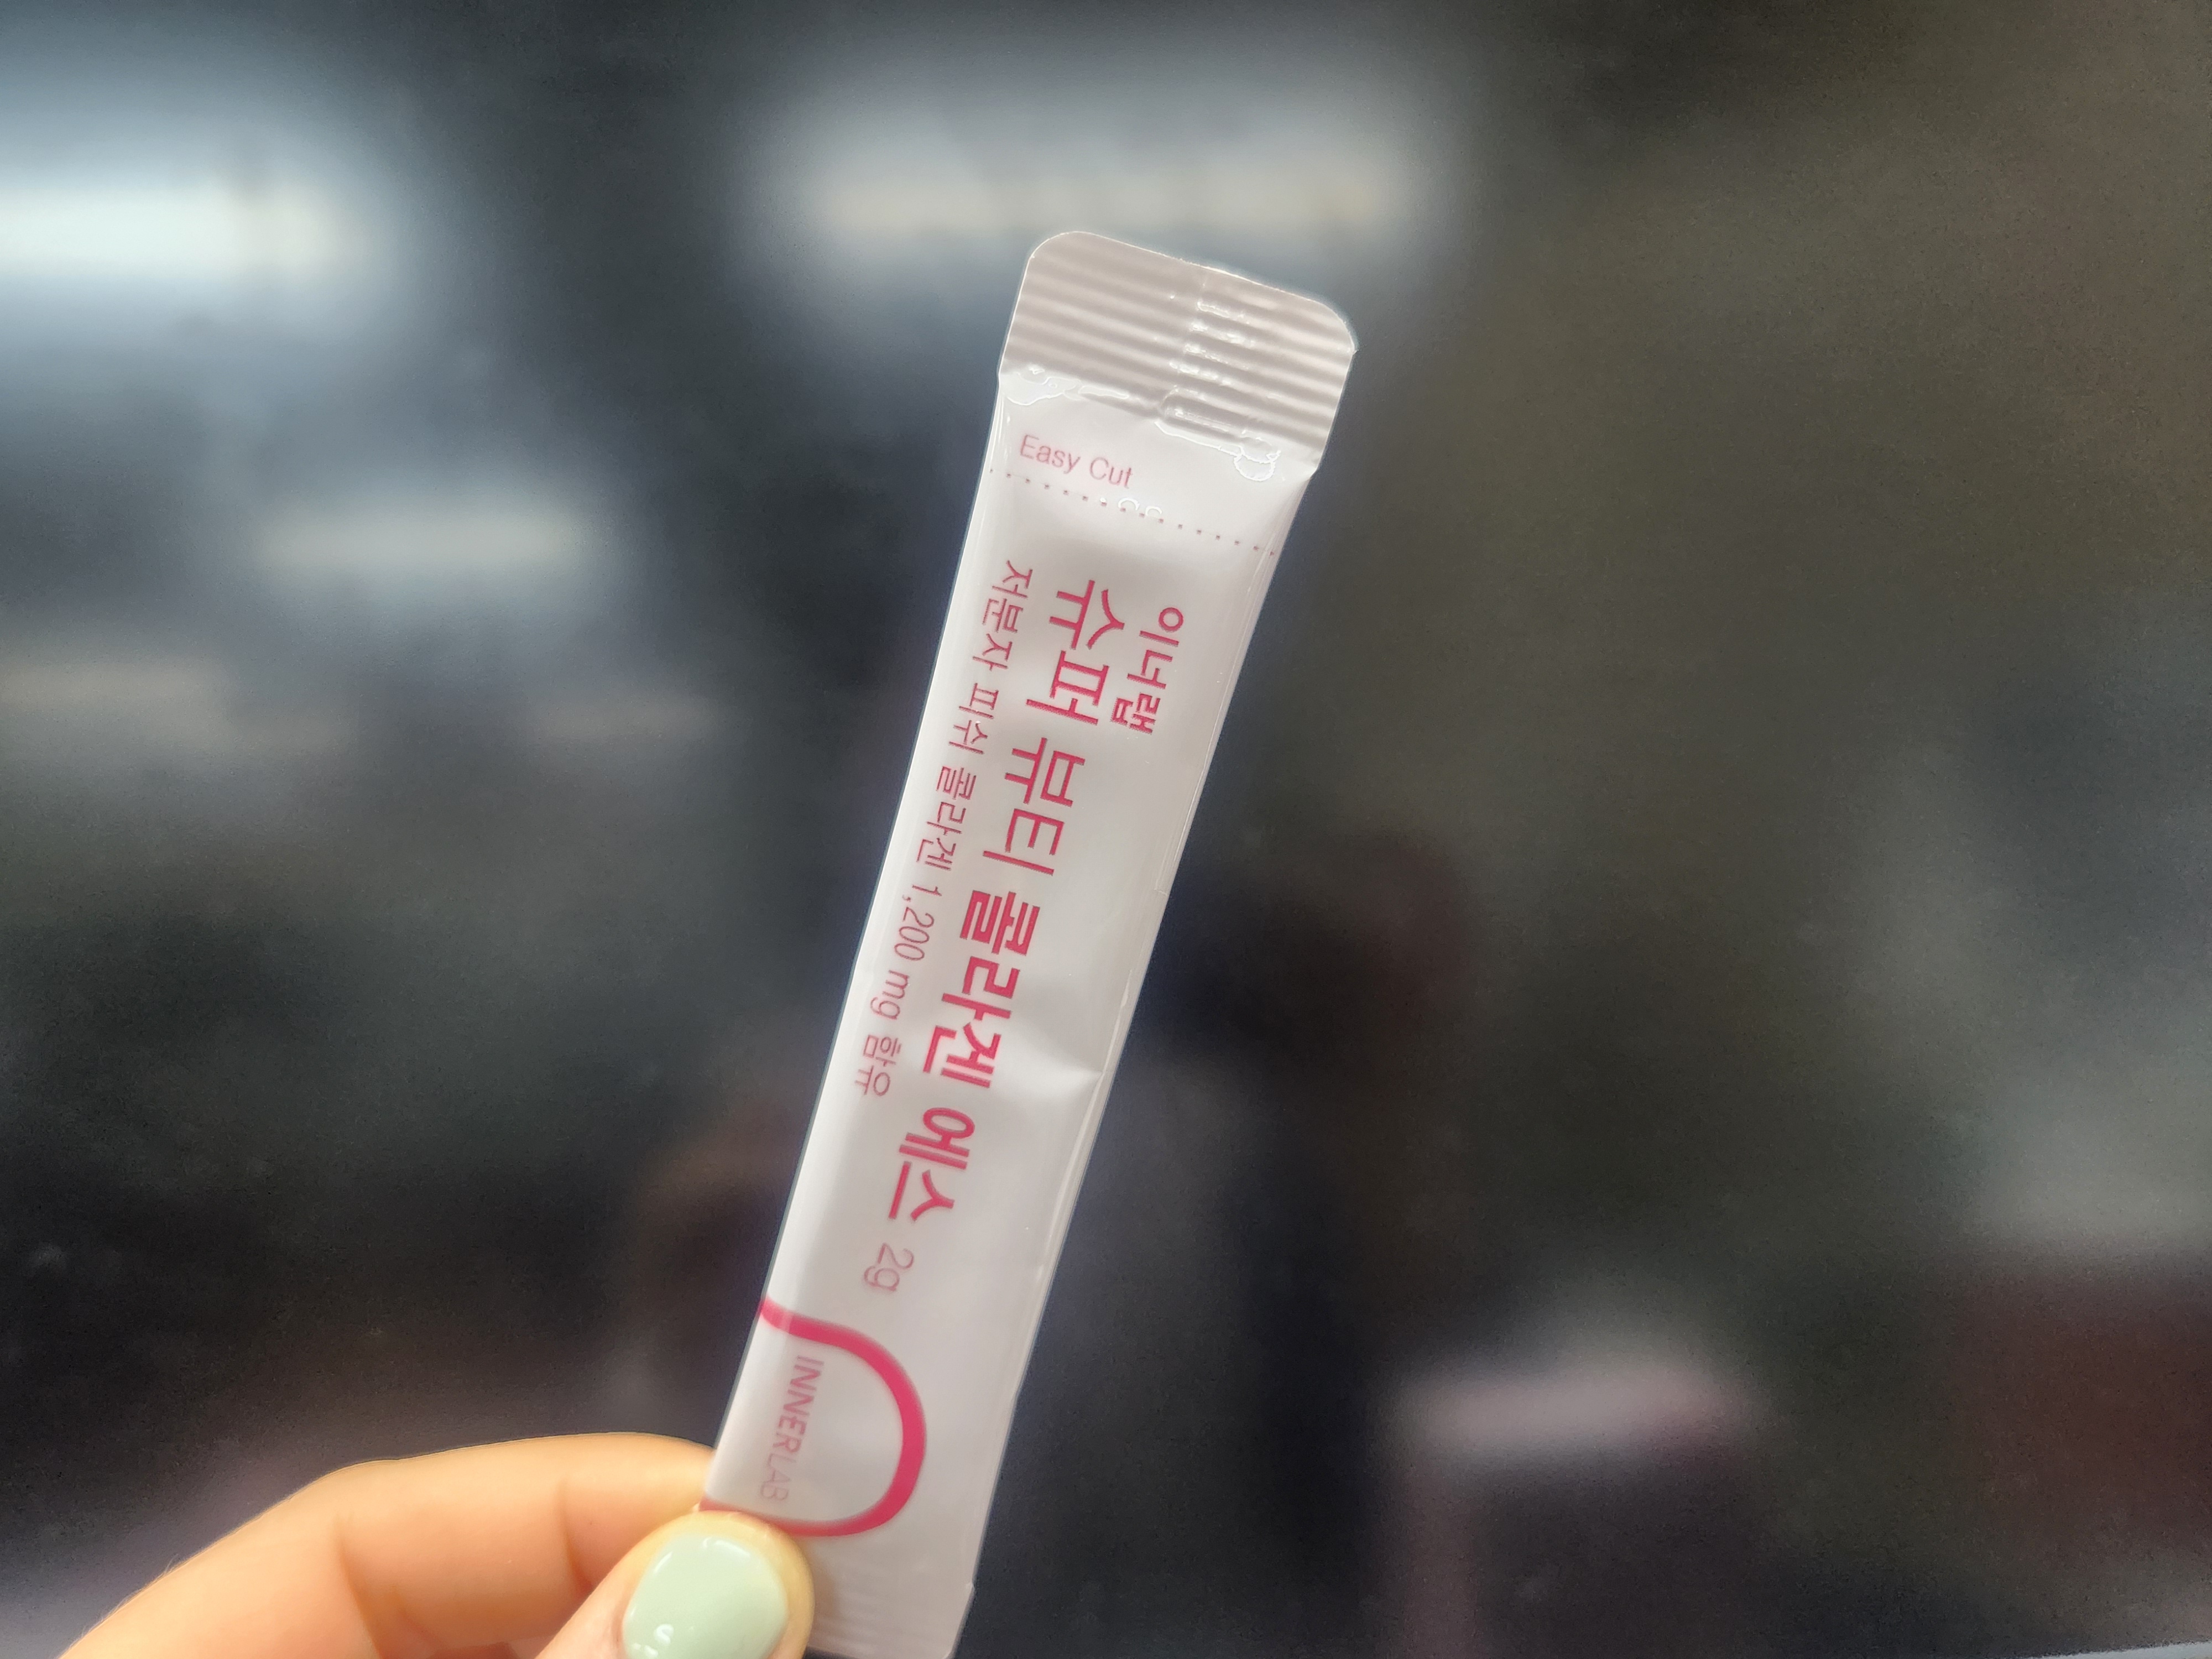 Easy Cut
이너랩
슈퍼 뷰티 콜라겐 에스 2g
저분자 피쉬 콜라겐 1,200 mg 함유
INNERLAB